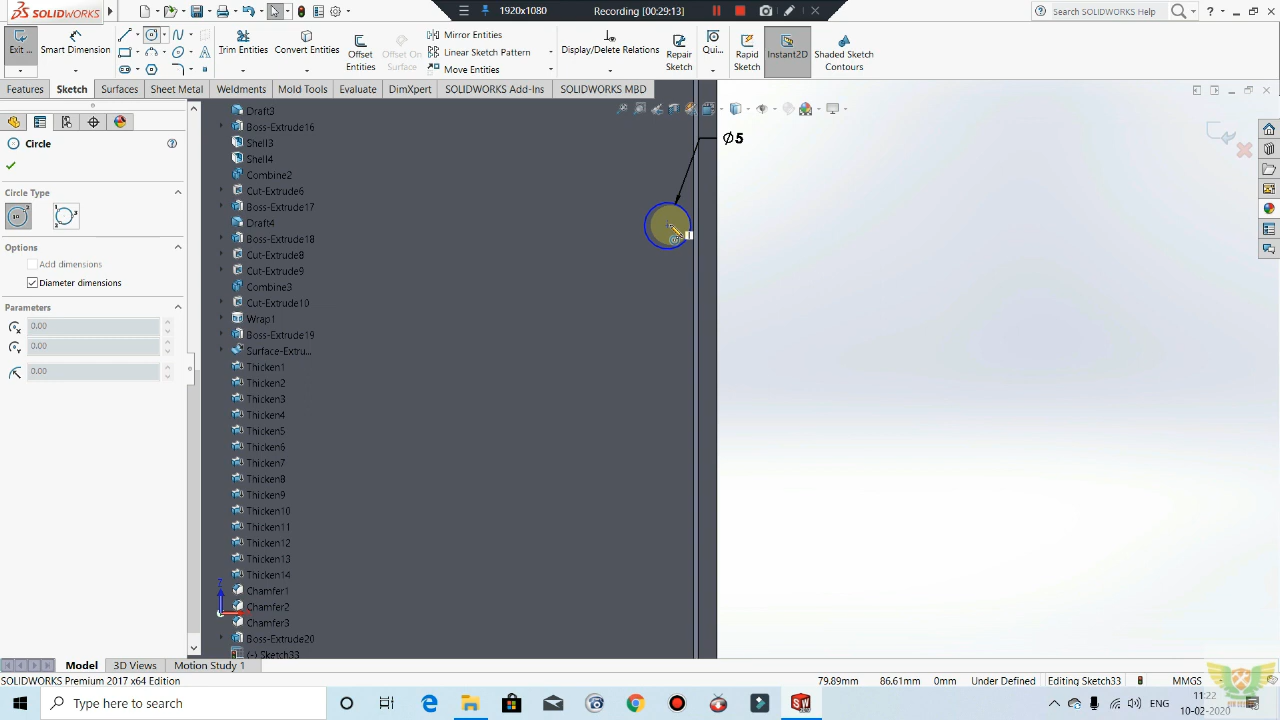 SOLIDWORKS
1920x1080
Recording [00:29:13]
Search SOLIDWORKS Help
?
Exit ...
Smart Dimension
Trim Entities
Convert Entities
Offset Entities
Offset On Surface
Mirror Entities
Linear Sketch Pattern
Move Entities
Display/Delete Relations
Repair Sketch
Qui...
Rapid Sketch
Instant2D
Shaded Sketch Contours
Features
Sketch
Surfaces
Sheet Metal
Weldments
Mold Tools
Evaluate
DimXpert
SOLIDWORKS Add-Ins
SOLIDWORKS MBD
Circle
Circle Type
Options
Add dimensions
Diameter dimensions
Parameters
0.00
0.00
0.00
Draft3
Boss-Extrude16
Shell3
Shell4
Combine2
Cut-Extrude6
Boss-Extrude17
Draft4
Boss-Extrude18
Cut-Extrude8
Cut-Extrude9
Combine3
Cut-Extrude10
Wrap1
Boss-Extrude19
Surface-Extru...
Thicken1
Thicken2
Thicken3
Thicken4
Thicken5
Thicken6
Thicken7
Thicken8
Thicken9
Thicken10
Thicken11
Thicken12
Thicken13
Thicken14
Chamfer1
Chamfer2
Chamfer3
Boss-Extrude20
(-) Sketch33
∅5
Z
Model
3D Views
Motion Study 1
SOLIDWORKS Premium 2017 x64 Edition
79.89mm
86.61mm
0mm
Under Defined
Editing Sketch33
MMGS
Type here to search
ENG
11:22
10-02-2020